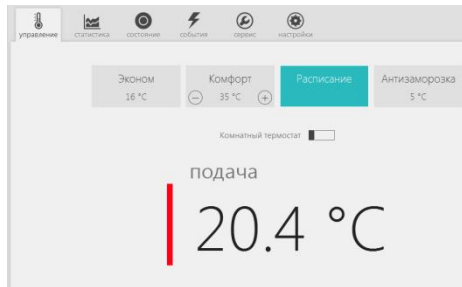 управление статистика состояние события сервис настройки
Эконом Комфорт Расписание Антизаморозка
16 °C 35 °C 5 °C
Комнатный термостат
подача
20.4 °C